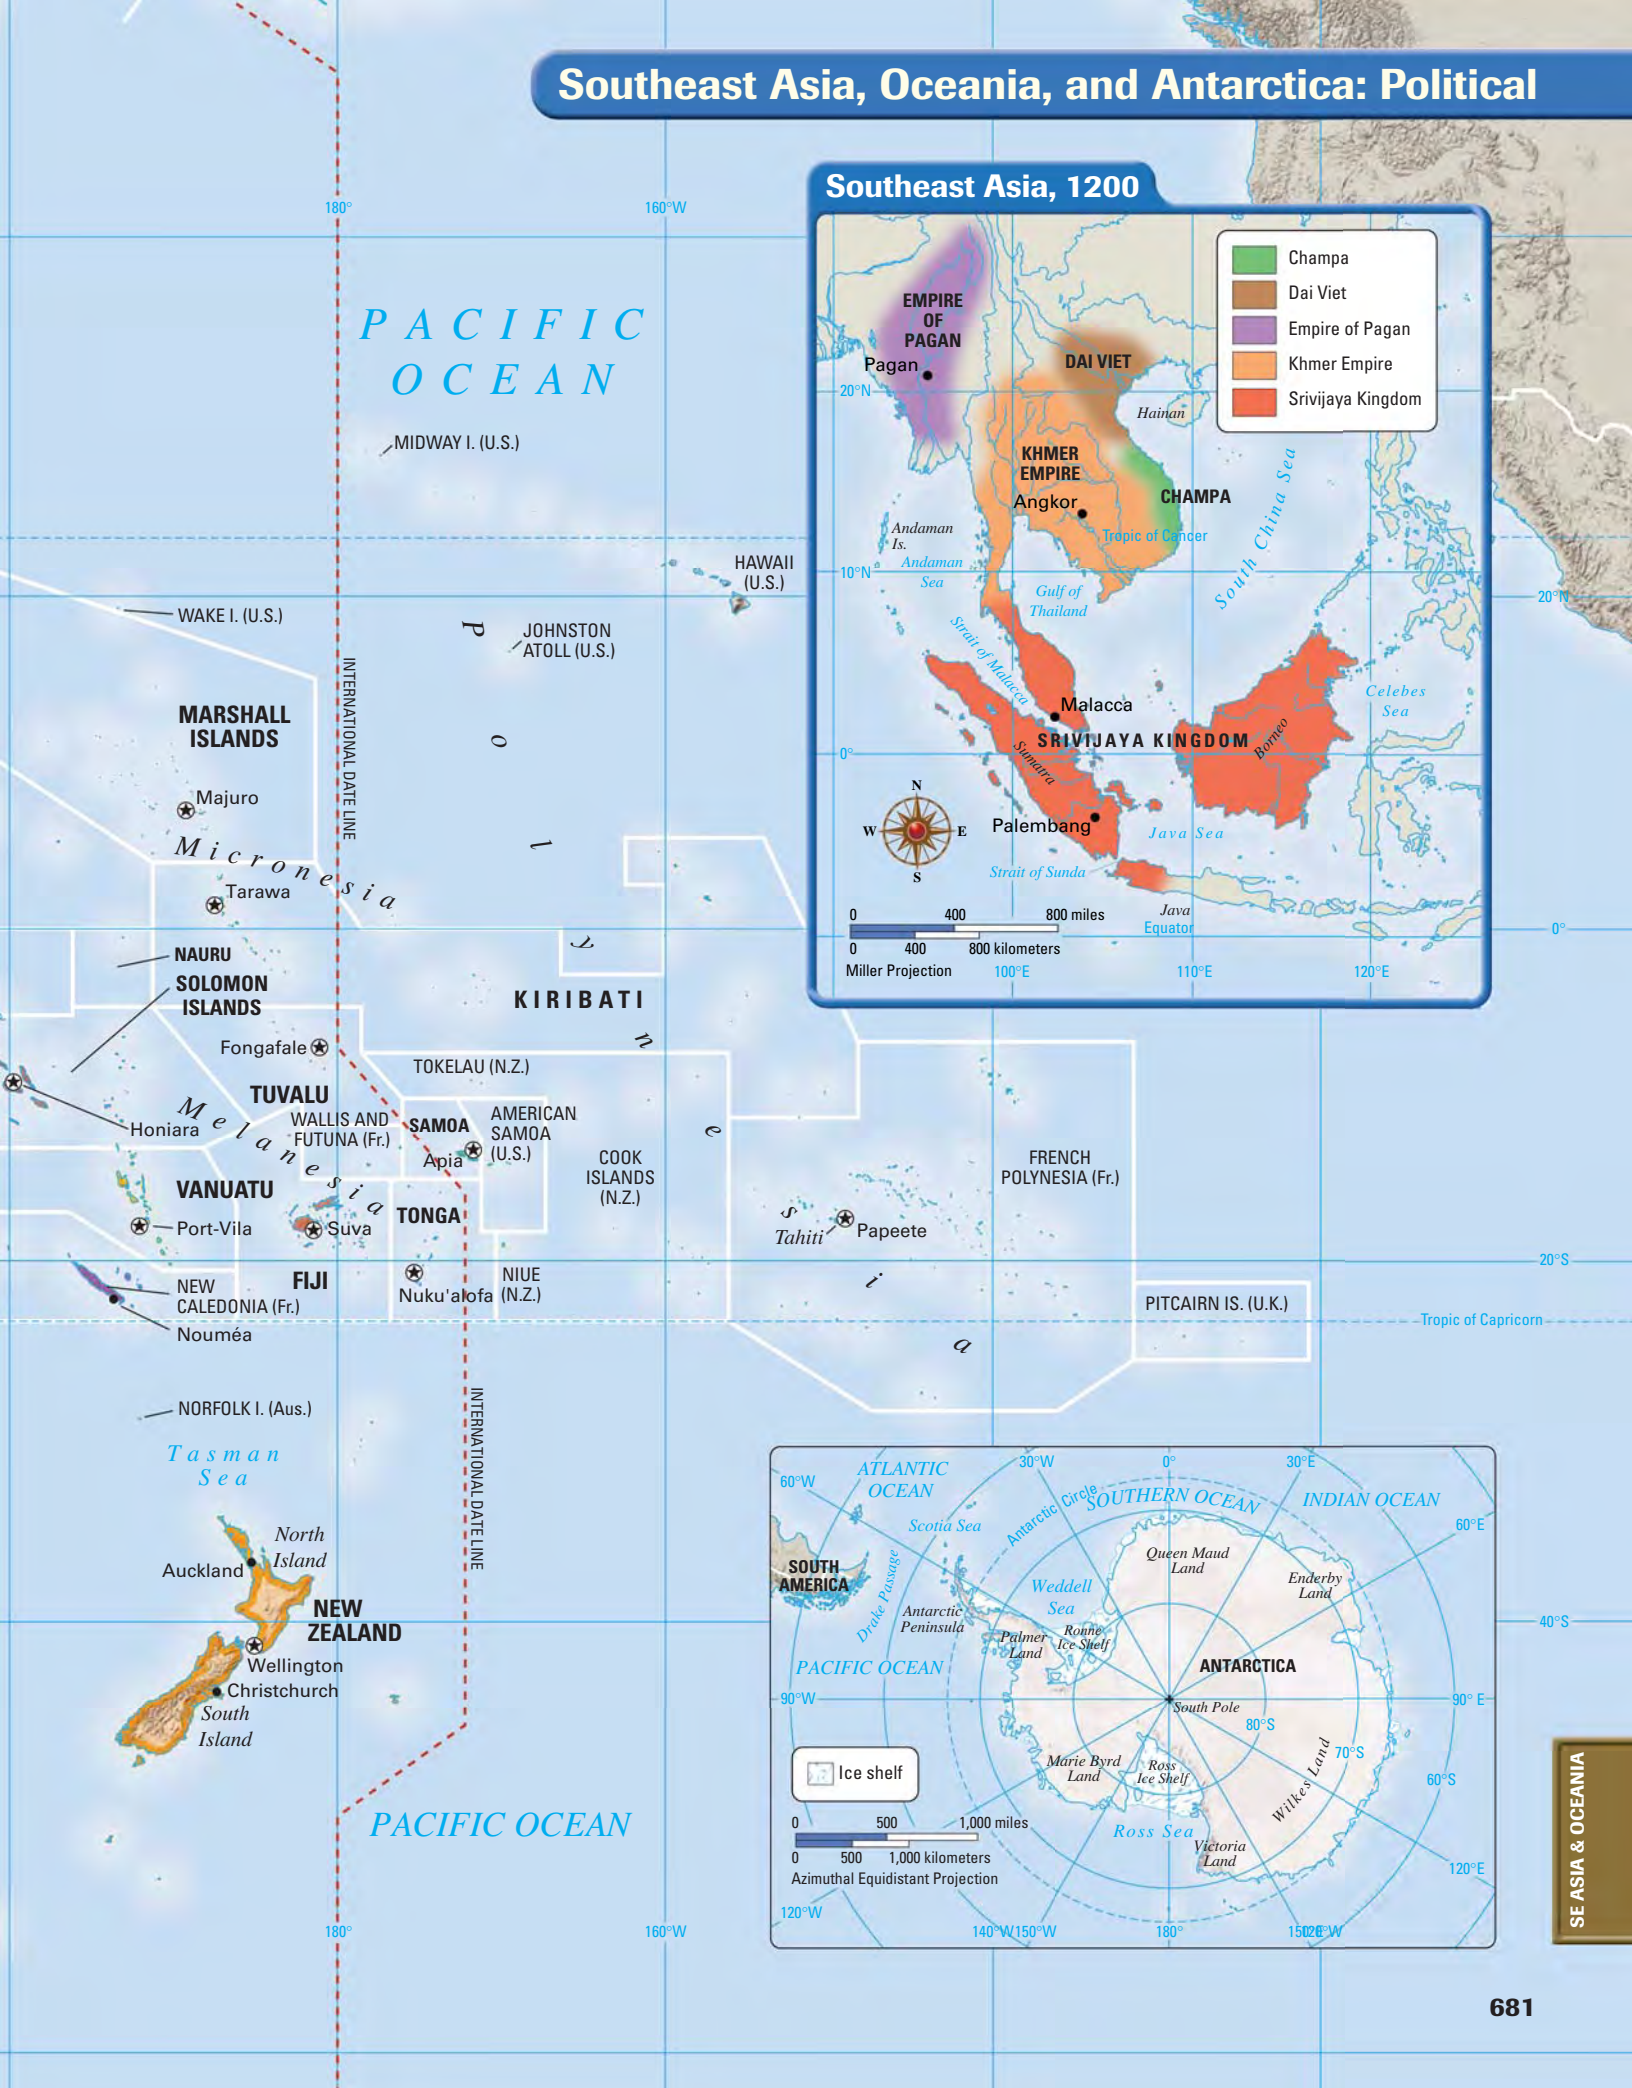 Southeast Asia, Oceania, and Antarctica: Political
180°
160°W
PACIFIC
OCEAN
MIDWAY I. (U.S.)
HAWAII
(U.S.)
WAKE I. (U.S.)
JOHNSTON
ATOLL (U.S.)
INTERNATIONAL DATE LINE
MARSHALL
ISLANDS
Majuro
Micronesia
Tarawa
Polynesia
NAURU
SOLOMON
ISLANDS
KIRIBATI
Fongafale
TOKELAU (N.Z.)
TUVALU
Honiara
Melanesia
WALLIS AND
FUTUNA (Fr.)
SAMOA
Apia
AMERICAN
SAMOA
(U.S.)
COOK
ISLANDS
(N.Z.)
FRENCH
POLYNESIA (Fr.)
VANUATU
Port-Vila
Suva
TONGA
Tahiti
Papeete
FIJI
Nuku'alofa
NIUE
(N.Z.)
NEW
CALEDONIA (Fr.)
Nouméa
PITCAIRN IS. (U.K.)
20°N
0°
20°S
Tropic of Capricorn
40°S
NORFOLK I. (Aus.)
INTERNATIONAL DATE LINE
Tasman
Sea
North
Island
Auckland
NEW
ZEALAND
Wellington
Christchurch
South
Island
PACIFIC OCEAN
180°
160°W
140°W
120°W
Southeast Asia, 1200
Champa
Dai Viet
Empire of Pagan
Khmer Empire
Srivijaya Kingdom
EMPIRE
OF
PAGAN
Pagan
DAI VIET
20°N
Hainan
KHMER
EMPIRE
Angkor
CHAMPA
South China Sea
Tropic of Cancer
Andaman
Is.
Andaman
Sea
10°N
Gulf of
Thailand
Strait of Malacca
Malacca
Celebes
Sea
SRIVIJAYA KINGDOM
Borneo
Sumatra
0°
N
W
E
S
Palembang
Java Sea
Strait of Sunda
Java
Equator
0 400 800 miles
0 400 800 kilometers
Miller Projection
100°E
110°E
120°E
60°W
ATLANTIC
OCEAN
30°W
0°
30°E
Antarctic Circle
SOUTHERN OCEAN
INDIAN OCEAN
60°E
Scotia Sea
SOUTH
AMERICA
Drake Passage
Queen Maud
Land
Enderby
Land
Weddell
Sea
Antarctic
Peninsula
Palmer
Land
Ronne
Ice Shelf
PACIFIC OCEAN
ANTARCTICA
90°W
South Pole
90° E
80°S
70°S
60°S
Marie Byrd
Land
Ross
Ice Shelf
Wilkes Land
Ice shelf
Ross Sea
Victoria
Land
0 500 1,000 miles
0 500 1,000 kilometers
Azimuthal Equidistant Projection
120°E
120°W
150°W
180°
150°E
SE ASIA & OCEANIA
681